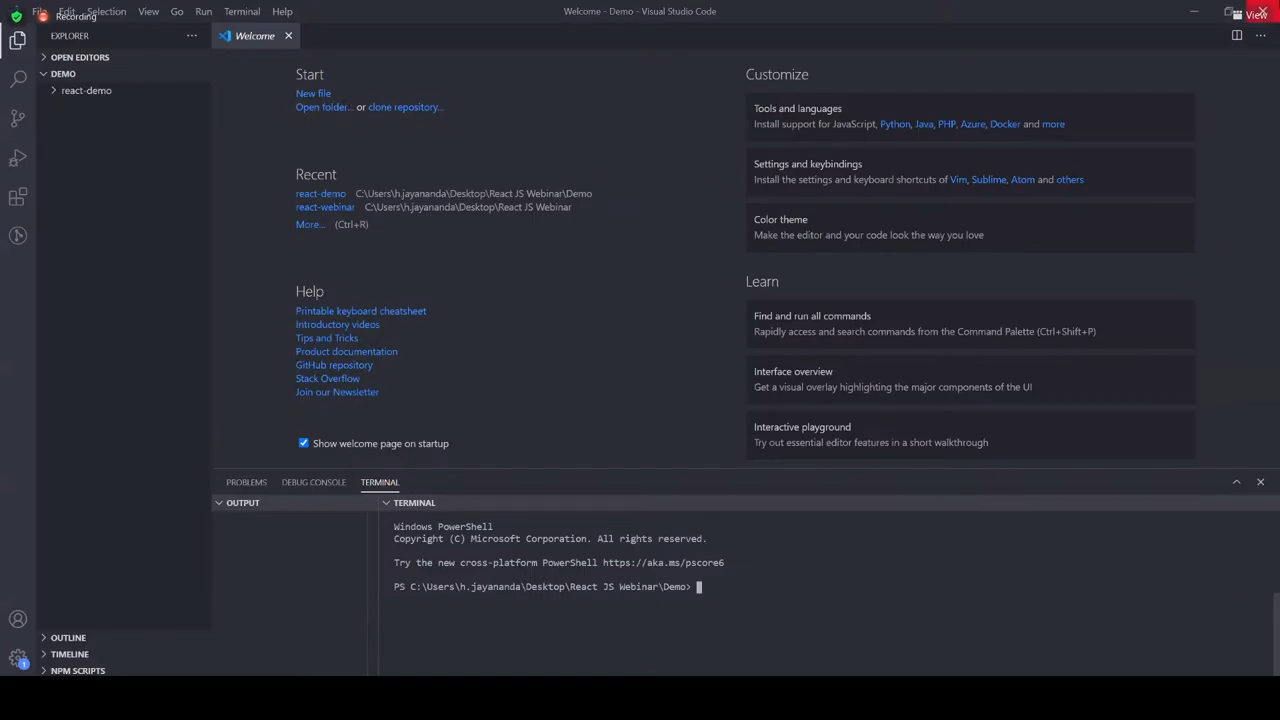 File Edit Selection View Go Run Terminal Help
Recording
Welcome - Demo - Visual Studio Code
View
EXPLORER
Welcome
OPEN EDITORS
DEMO
react-demo
Start
New file
Open folder... or clone repository...
Recent
react-demo C:\Users\h.jayananda\Desktop\React JS Webinar\Demo
react-webinar C:\Users\h.jayananda\Desktop\React JS Webinar
More... (Ctrl+R)
Help
Printable keyboard cheatsheet
Introductory videos
Tips and Tricks
Product documentation
GitHub repository
Stack Overflow
Join our Newsletter
Show welcome page on startup
Customize
Tools and languages
Install support for JavaScript, Python, Java, PHP, Azure, Docker and more
Settings and keybindings
Install the settings and keyboard shortcuts of Vim, Sublime, Atom and others
Color theme
Make the editor and your code look the way you love
Learn
Find and run all commands
Rapidly access and search commands from the Command Palette (Ctrl+Shift+P)
Interface overview
Get a visual overlay highlighting the major components of the UI
Interactive playground
Try out essential editor features in a short walkthrough
PROBLEMS DEBUG CONSOLE TERMINAL
OUTPUT
TERMINAL
Windows PowerShell
Copyright (C) Microsoft Corporation. All rights reserved.
Try the new cross-platform PowerShell https://aka.ms/pscore6
PS C:\Users\h.jayananda\Desktop\React JS Webinar\Demo>
OUTLINE
TIMELINE
NPM SCRIPTS
1